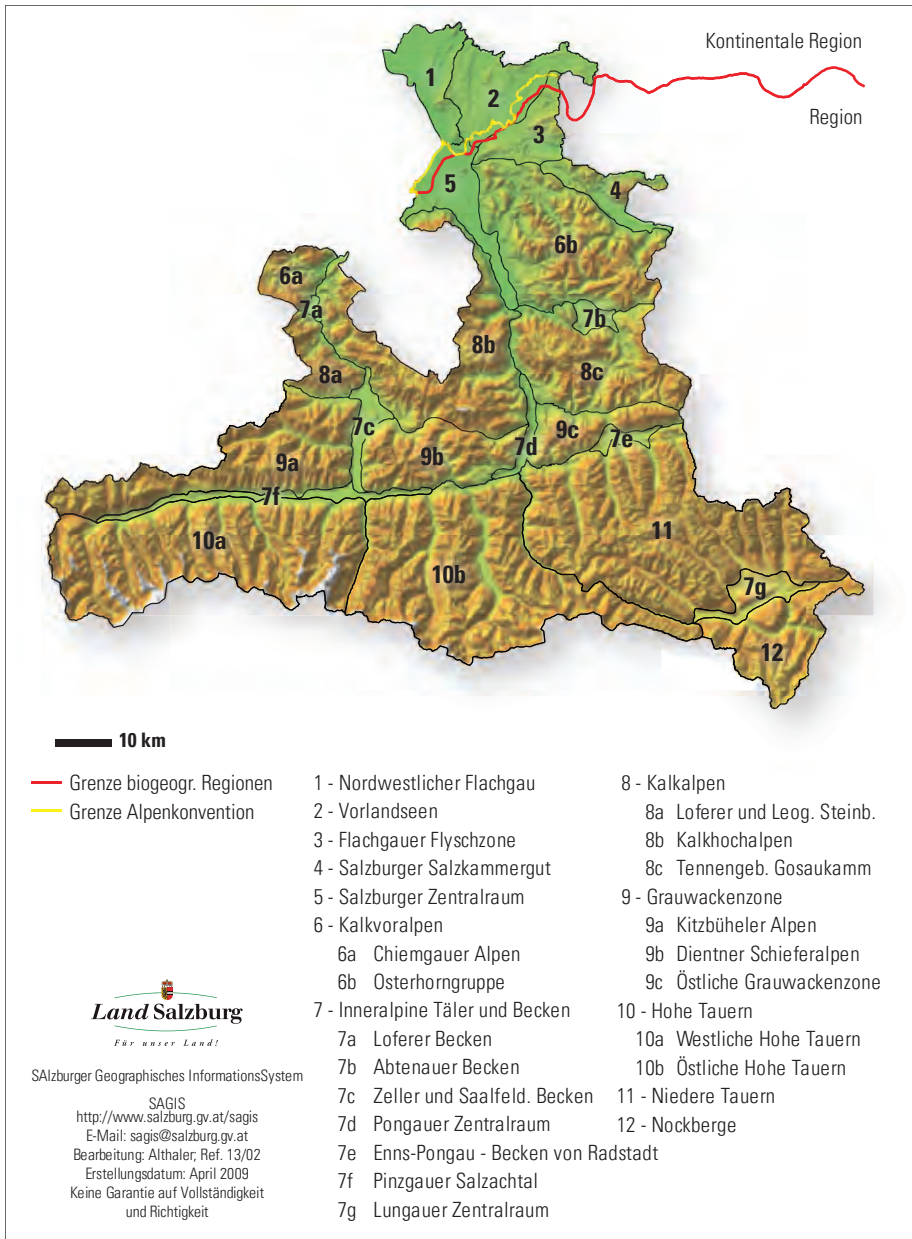 Kontinentale Region
Region
1
2
3
4
5
6a
6b
7a
7b
8a
8b
8c
7c
7d
9c
7e
9a
9b
7f
10a
10b
11
7g
12
10 km
Grenze biogeogr. Regionen
Grenze Alpenkonvention
1 - Nordwestlicher Flachgau
2 - Vorlandseen
3 - Flachgauer Flyschzone
4 - Salzburger Salzkammergut
5 - Salzburger Zentralraum
6 - Kalkvoralpen
6a Chiemgauer Alpen
6b Osterhorngruppe
7 - Inneralpine Täler und Becken
7a Loferer Becken
7b Abtenauer Becken
7c Zeller und Saalfeld. Becken
7d Pongauer Zentralraum
7e Enns-Pongau - Becken von Radstadt
7f Pinzgauer Salzachtal
7g Lungauer Zentralraum
8 - Kalkalpen
8a Loferer und Leog. Steinb.
8b Kalkhochalpen
8c Tennengeb. Gosaukamm
9 - Grauwackenzone
9a Kitzbüheler Alpen
9b Dientner Schieferalpen
9c Östliche Grauwackenzone
10 - Hohe Tauern
10a Westliche Hohe Tauern
10b Östliche Hohe Tauern
11 - Niedere Tauern
12 - Nockberge
Land Salzburg
Für unser Land!
SAlzburger Geographisches InformationsSystem
SAGIS
http://www.salzburg.gv.at/sagis
E-Mail: sagis@salzburg.gv.at
Bearbeitung: Althaler, Ref. 13/02
Erstellungsdatum: April 2009
Keine Garantie auf Vollständigkeit
und Richtigkeit